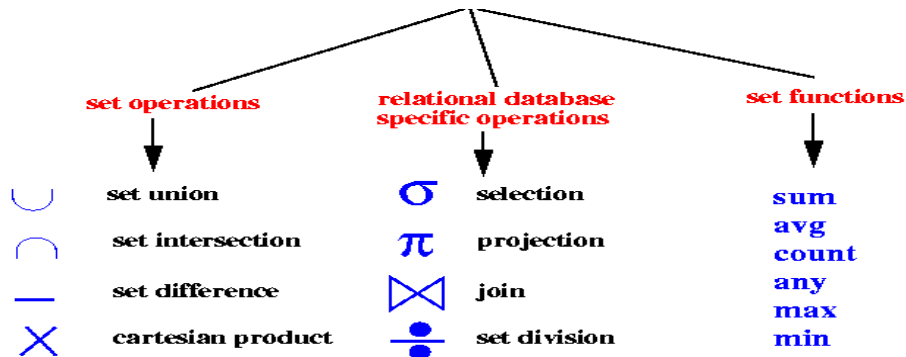 set operations
relational database
specific operations
set functions
∪ set union
∩ set intersection
− set difference
× cartesian product
σ selection
π projection
⋈ join
÷ set division
sum
avg
count
any
max
min